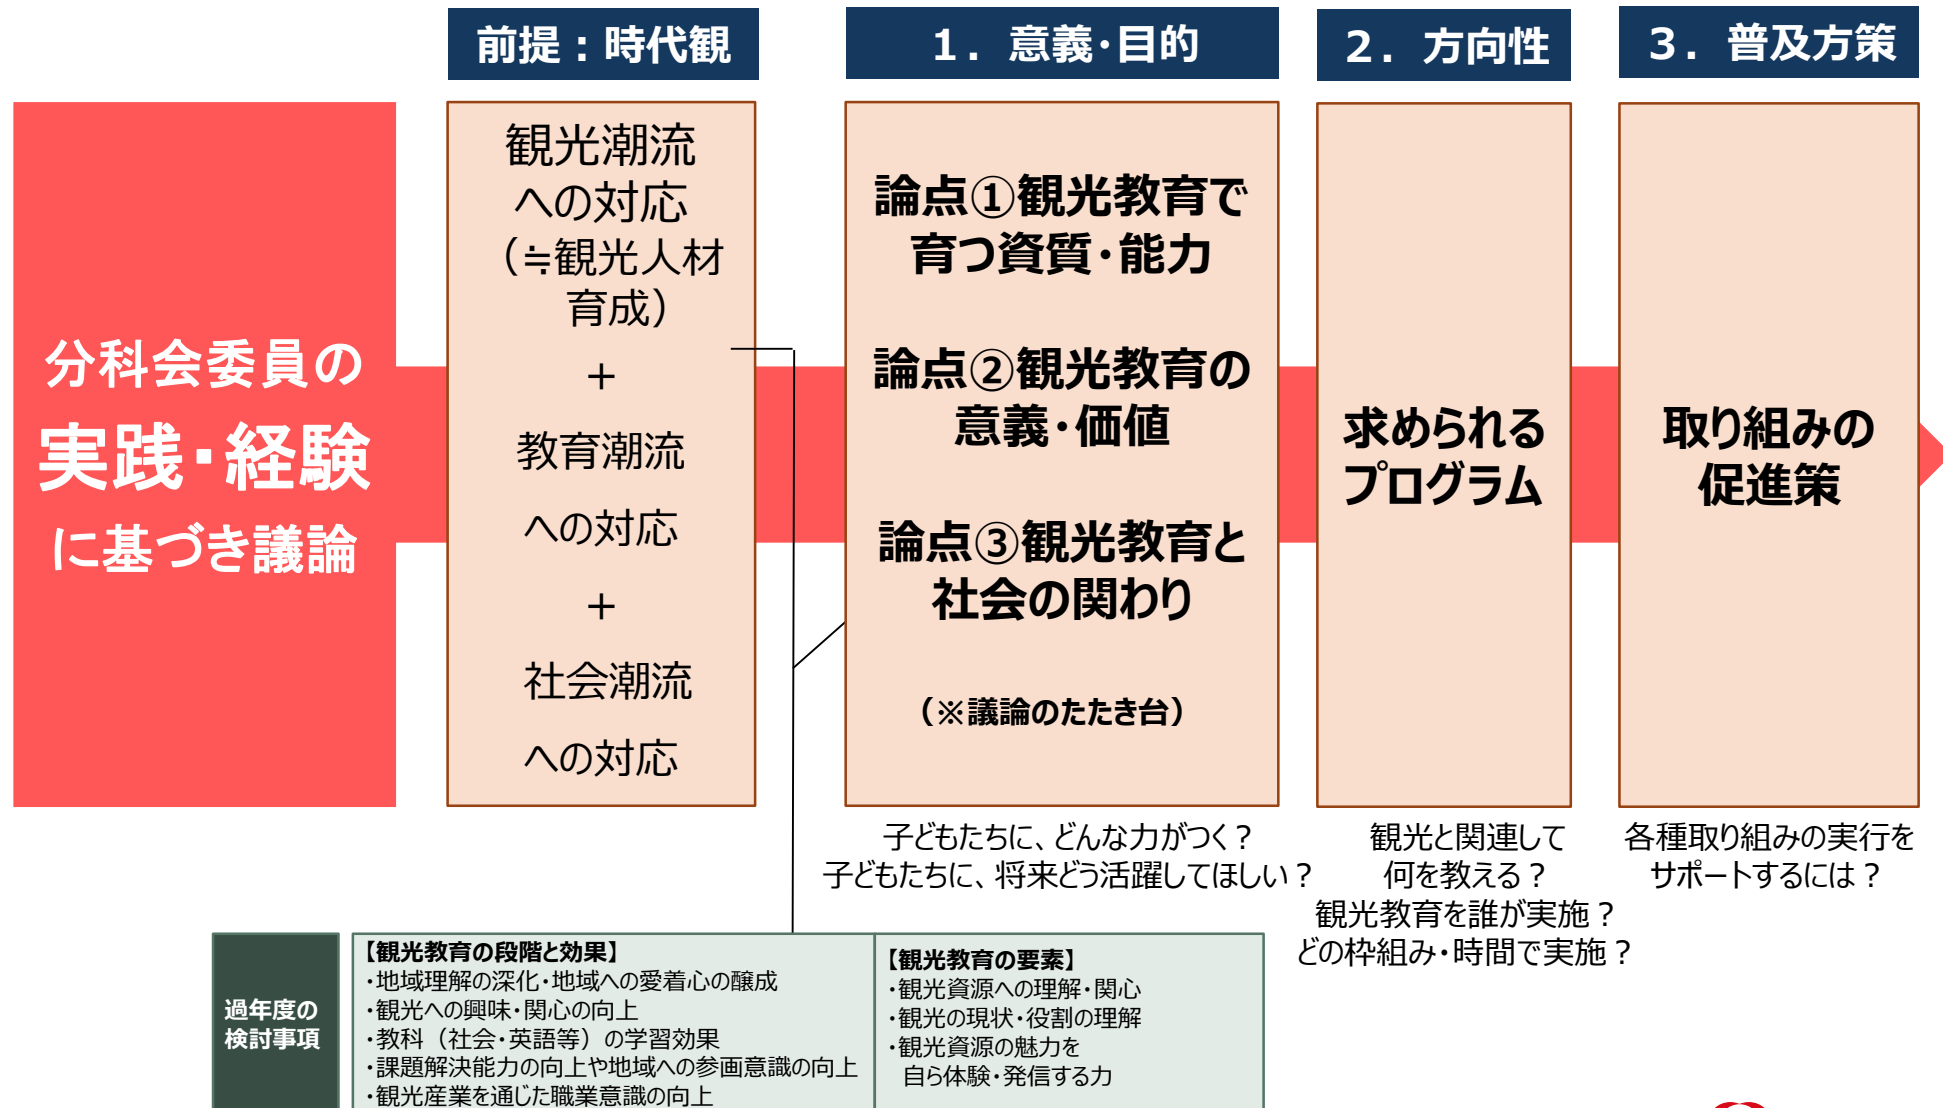 前提：時代観
１．意義・目的
２．方向性
３．普及方策
分科会委員の
実践・経験
に基づき議論
観光潮流
への対応
（≒観光人材
育成）
＋
教育潮流
への対応
＋
社会潮流
への対応
論点①観光教育で
育つ資質・能力
論点②観光教育の
意義・価値
論点③観光教育と
社会の関わり
（※議論のたたき台）
求められる
プログラム
取り組みの
促進策
子どもたちに、どんな力がつく？
子どもたちに、将来どう活躍してほしい？
観光と関連して
何を教える？
観光教育を誰が実施？
どの枠組み・時間で実施？
各種取り組みの実行を
サポートするには？
過年度の
検討事項
【観光教育の段階と効果】
・地域理解の深化・地域への愛着心の醸成
・観光への興味・関心の向上
・教科（社会・英語等）の学習効果
・課題解決能力の向上や地域への参画意識の向上
・観光産業を通じた職業意識の向上
【観光教育の要素】
・観光資源への理解・関心
・観光の現状・役割の理解
・観光資源の魅力を
自ら体験・発信する力